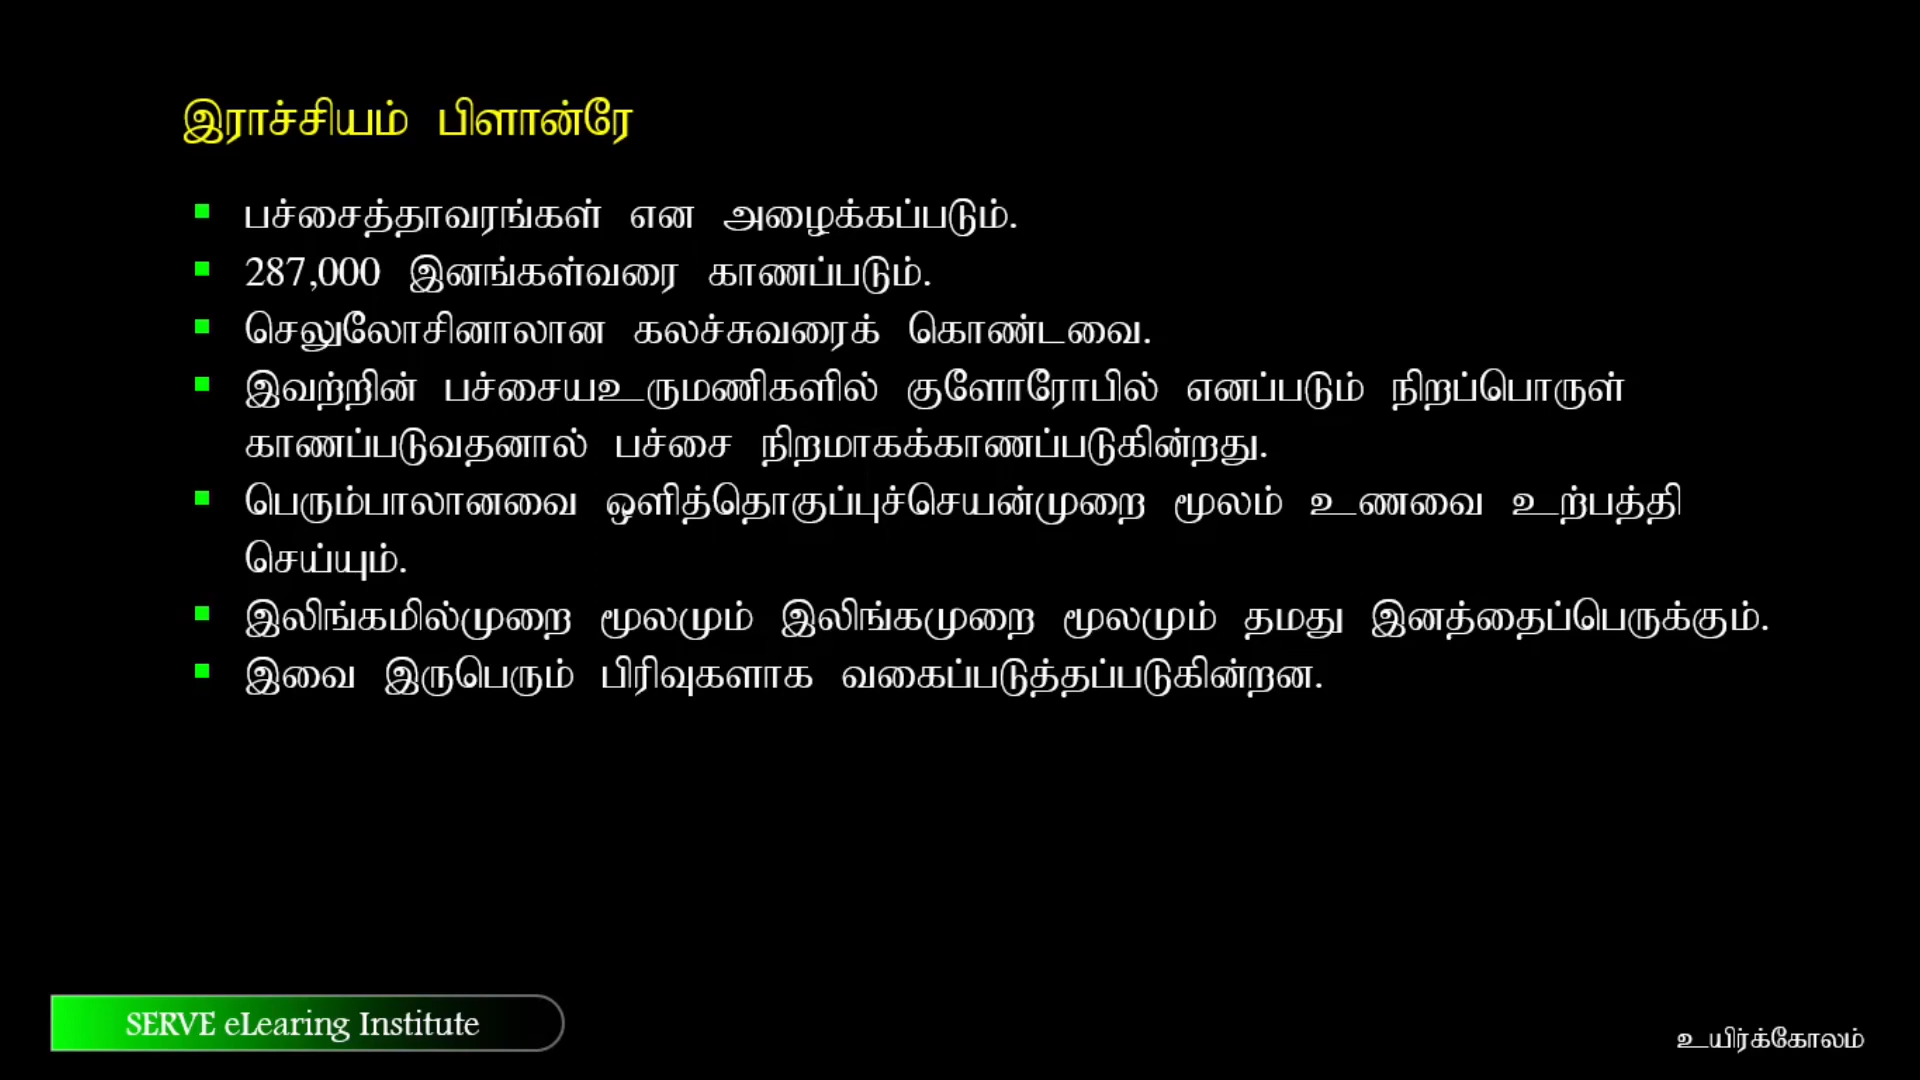 இராச்சியம் பிளான்ரே
பச்சைத்தாவரங்கள் என அழைக்கப்படும்.
287,000 இனங்கள்வரை காணப்படும்.
செலுலோசினாலான கலச்சுவரைக் கொண்டவை.
இவற்றின் பச்சையஉருமணிகளில் குளோரோபில் எனப்படும் நிறப்பொருள்
காணப்படுவதனால் பச்சை நிறமாகக்காணப்படுகின்றது.
பெரும்பாலானவை ஒளித்தொகுப்புச்செயன்முறை மூலம் உணவை உற்பத்தி
செய்யும்.
இலிங்கமில்முறை மூலமும் இலிங்கமுறை மூலமும் தமது இனத்தைப்பெருக்கும்.
இவை இருபெரும் பிரிவுகளாக வகைப்படுத்தப்படுகின்றன.
SERVE eLearing Institute
உயிர்க்கோலம்